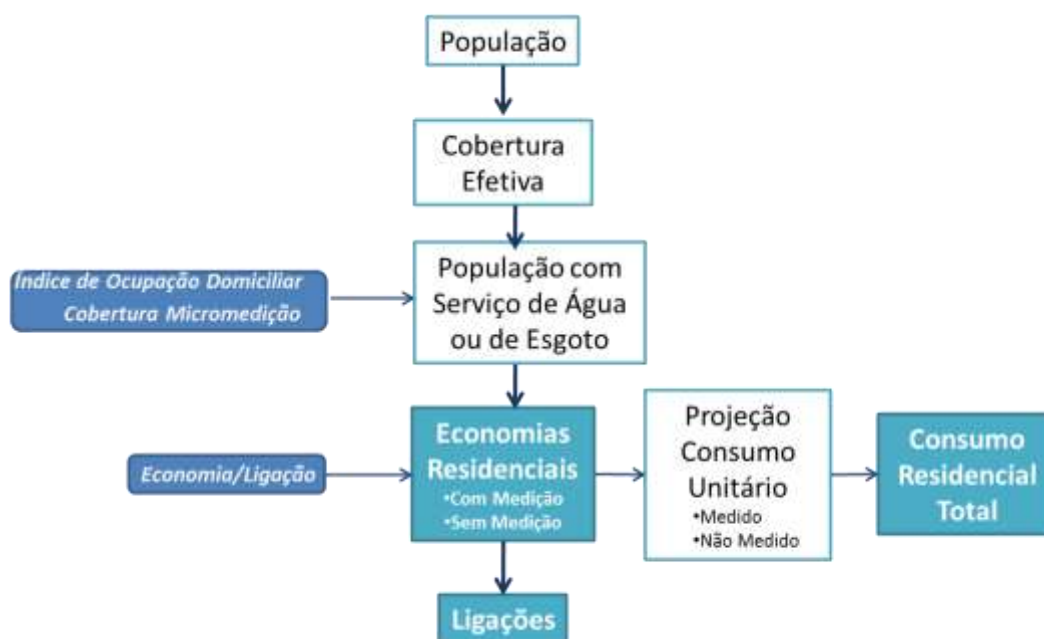 População
Cobertura
Efetiva
Índice de Ocupação Domiciliar
Cobertura Micromedição
População com
Serviço de Água
ou de Esgoto
Economia/Ligação
Economias
Residenciais
•Com Medição
•Sem Medição
Projeção
Consumo
Unitário
•Medido
•Não Medido
Consumo
Residencial
Total
Ligações